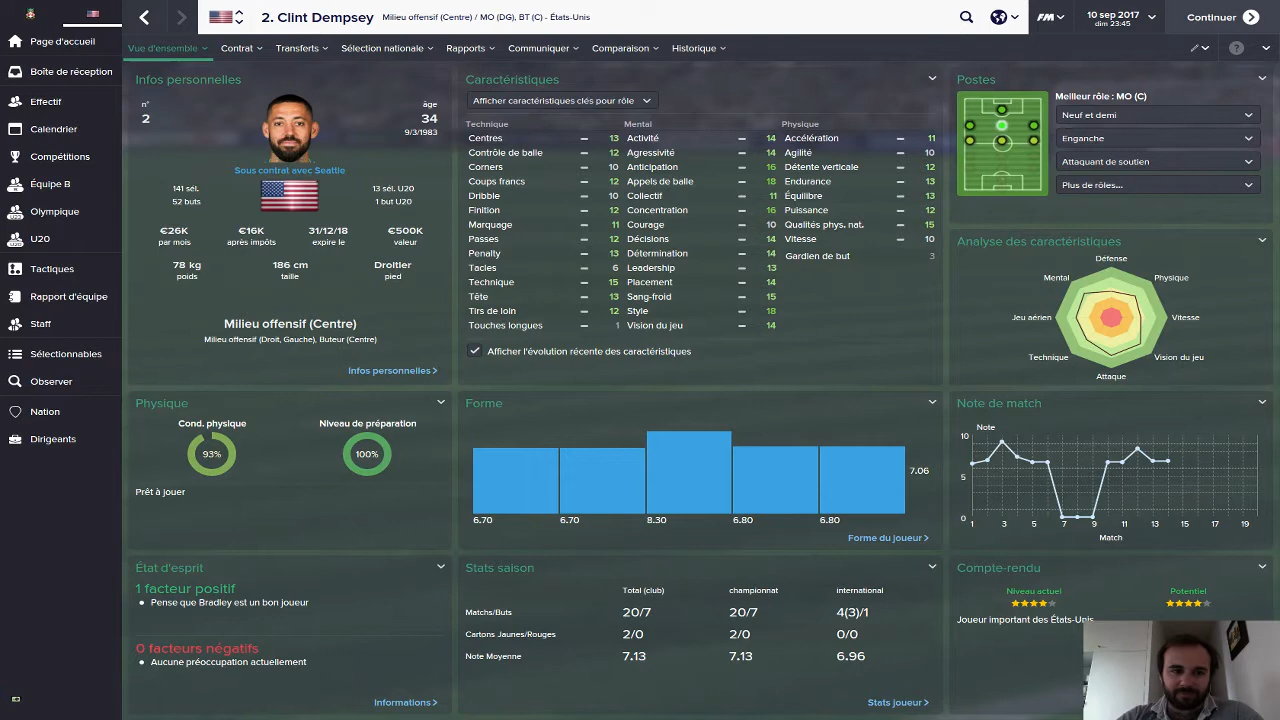 2. Clint Dempsey
Milieu offensif (Centre) / MO (DG), BT (C) - États-Unis
FM
10 sep 2017
dim 23:45
Continuer
Page d'accueil
Boîte de réception
Effectif
Calendrier
Compétitions
Équipe B
Olympique
U20
Tactiques
Rapport d'équipe
Staff
Sélectionnables
Observer
Nation
Dirigeants
Vue d'ensemble
Contrat
Transferts
Sélection nationale
Rapports
Communiquer
Comparaison
Historique
Infos personnelles
n°
2
âge
34
9/3/1983
Sous contrat avec Seattle
141 sél.
52 buts
13 sél. U20
1 but U20
€26K
par mois
€16K
après impôts
31/12/18
expire le
€500K
valeur
78 kg
poids
186 cm
taille
Droitier
pied
Milieu offensif (Centre)
Milieu offensif (Droit, Gauche), Buteur (Centre)
Infos personnelles
Caractéristiques
Afficher caractéristiques clés pour rôle
Technique
Centres 13
Contrôle de balle 12
Corners 10
Coups francs 12
Dribble 10
Finition 12
Marquage 11
Passes 12
Penalty 13
Tacles 6
Technique 15
Tête 13
Tirs de loin 12
Touches longues 1
Mental
Activité 14
Agressivité 14
Anticipation 16
Appels de balle 18
Collectif 11
Concentration 16
Courage 10
Décisions 14
Détermination 14
Leadership 13
Placement 14
Sang-froid 15
Style 18
Vision du jeu 14
Physique
Accélération 11
Agilité 10
Détente verticale 12
Endurance 13
Équilibre 13
Puissance 12
Qualités phys. nat. 15
Vitesse 10
Gardien de but 3
Afficher l'évolution récente des caractéristiques
Postes
Meilleur rôle : MO (C)
Neuf et demi
Enganche
Attaquant de soutien
Plus de rôles...
Analyse des caractéristiques
Défense
Mental
Physique
Jeu aérien
Vitesse
Technique
Vision du jeu
Attaque
Physique
Cond. physique
Niveau de préparation
93%
100%
Prêt à jouer
Forme
7.06
6.70 6.70 8.30 6.80 6.80
Forme du joueur
Note de match
Note
10
5
0
1 3 5 7 9 11 13 15 17 19
Match
État d'esprit
1 facteur positif
Pense que Bradley est un bon joueur
0 facteurs négatifs
Aucune préoccupation actuellement
Informations
Stats saison
Total (club) championnat international
Matchs/Buts 20/7 20/7 4(3)/1
Cartons Jaunes/Rouges 2/0 2/0 0/0
Note Moyenne 7.13 7.13 6.96
Stats joueur
Compte-rendu
Niveau actuel
Potentiel
Joueur important des États-Unis